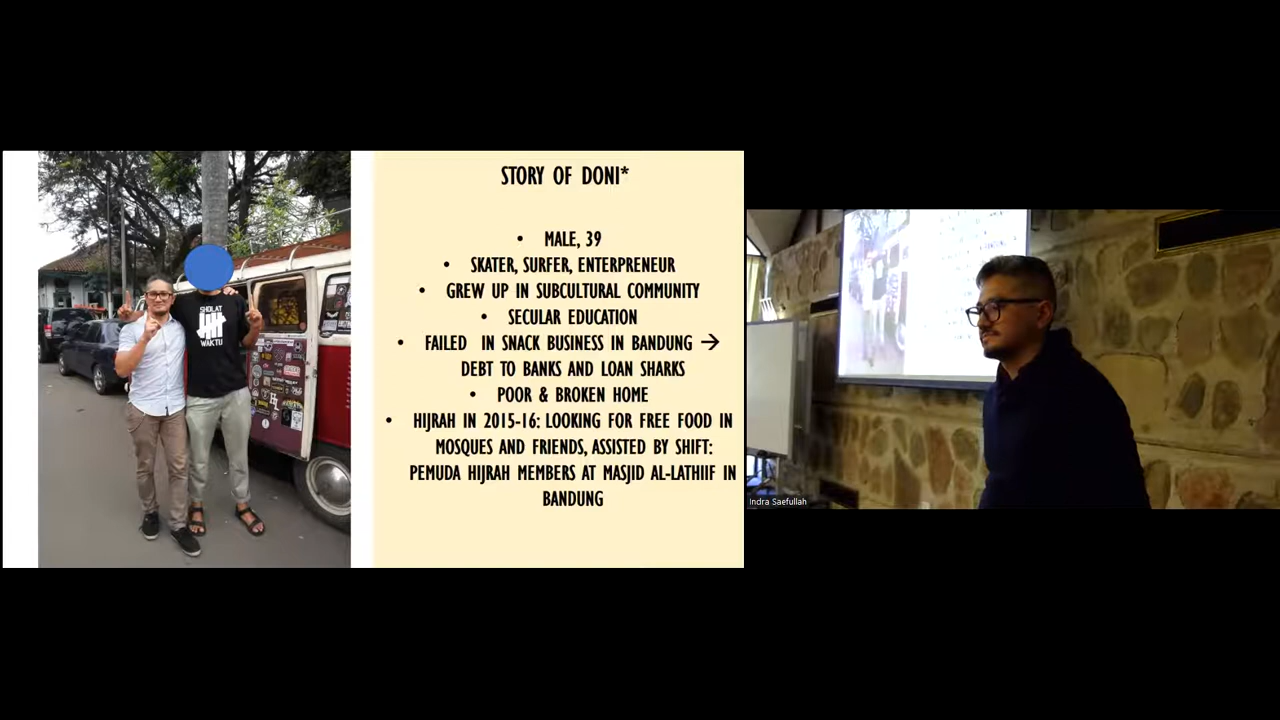 STORY OF DONI*
• MALE, 39
• SKATER, SURFER, ENTERPRENEUR
• GREW UP IN SUBCULTURAL COMMUNITY
• SECULAR EDUCATION
• FAILED IN SNACK BUSINESS IN BANDUNG →
DEBT TO BANKS AND LOAN SHARKS
• POOR & BROKEN HOME
• HIJRAH IN 2015-16: LOOKING FOR FREE FOOD IN
MOSQUES AND FRIENDS, ASSISTED BY SHIFT:
PEMUDA HIJRAH MEMBERS AT MASJID AL-LATHIIF IN
BANDUNG
SHOLAT
WAKTU
Indra Saefullah